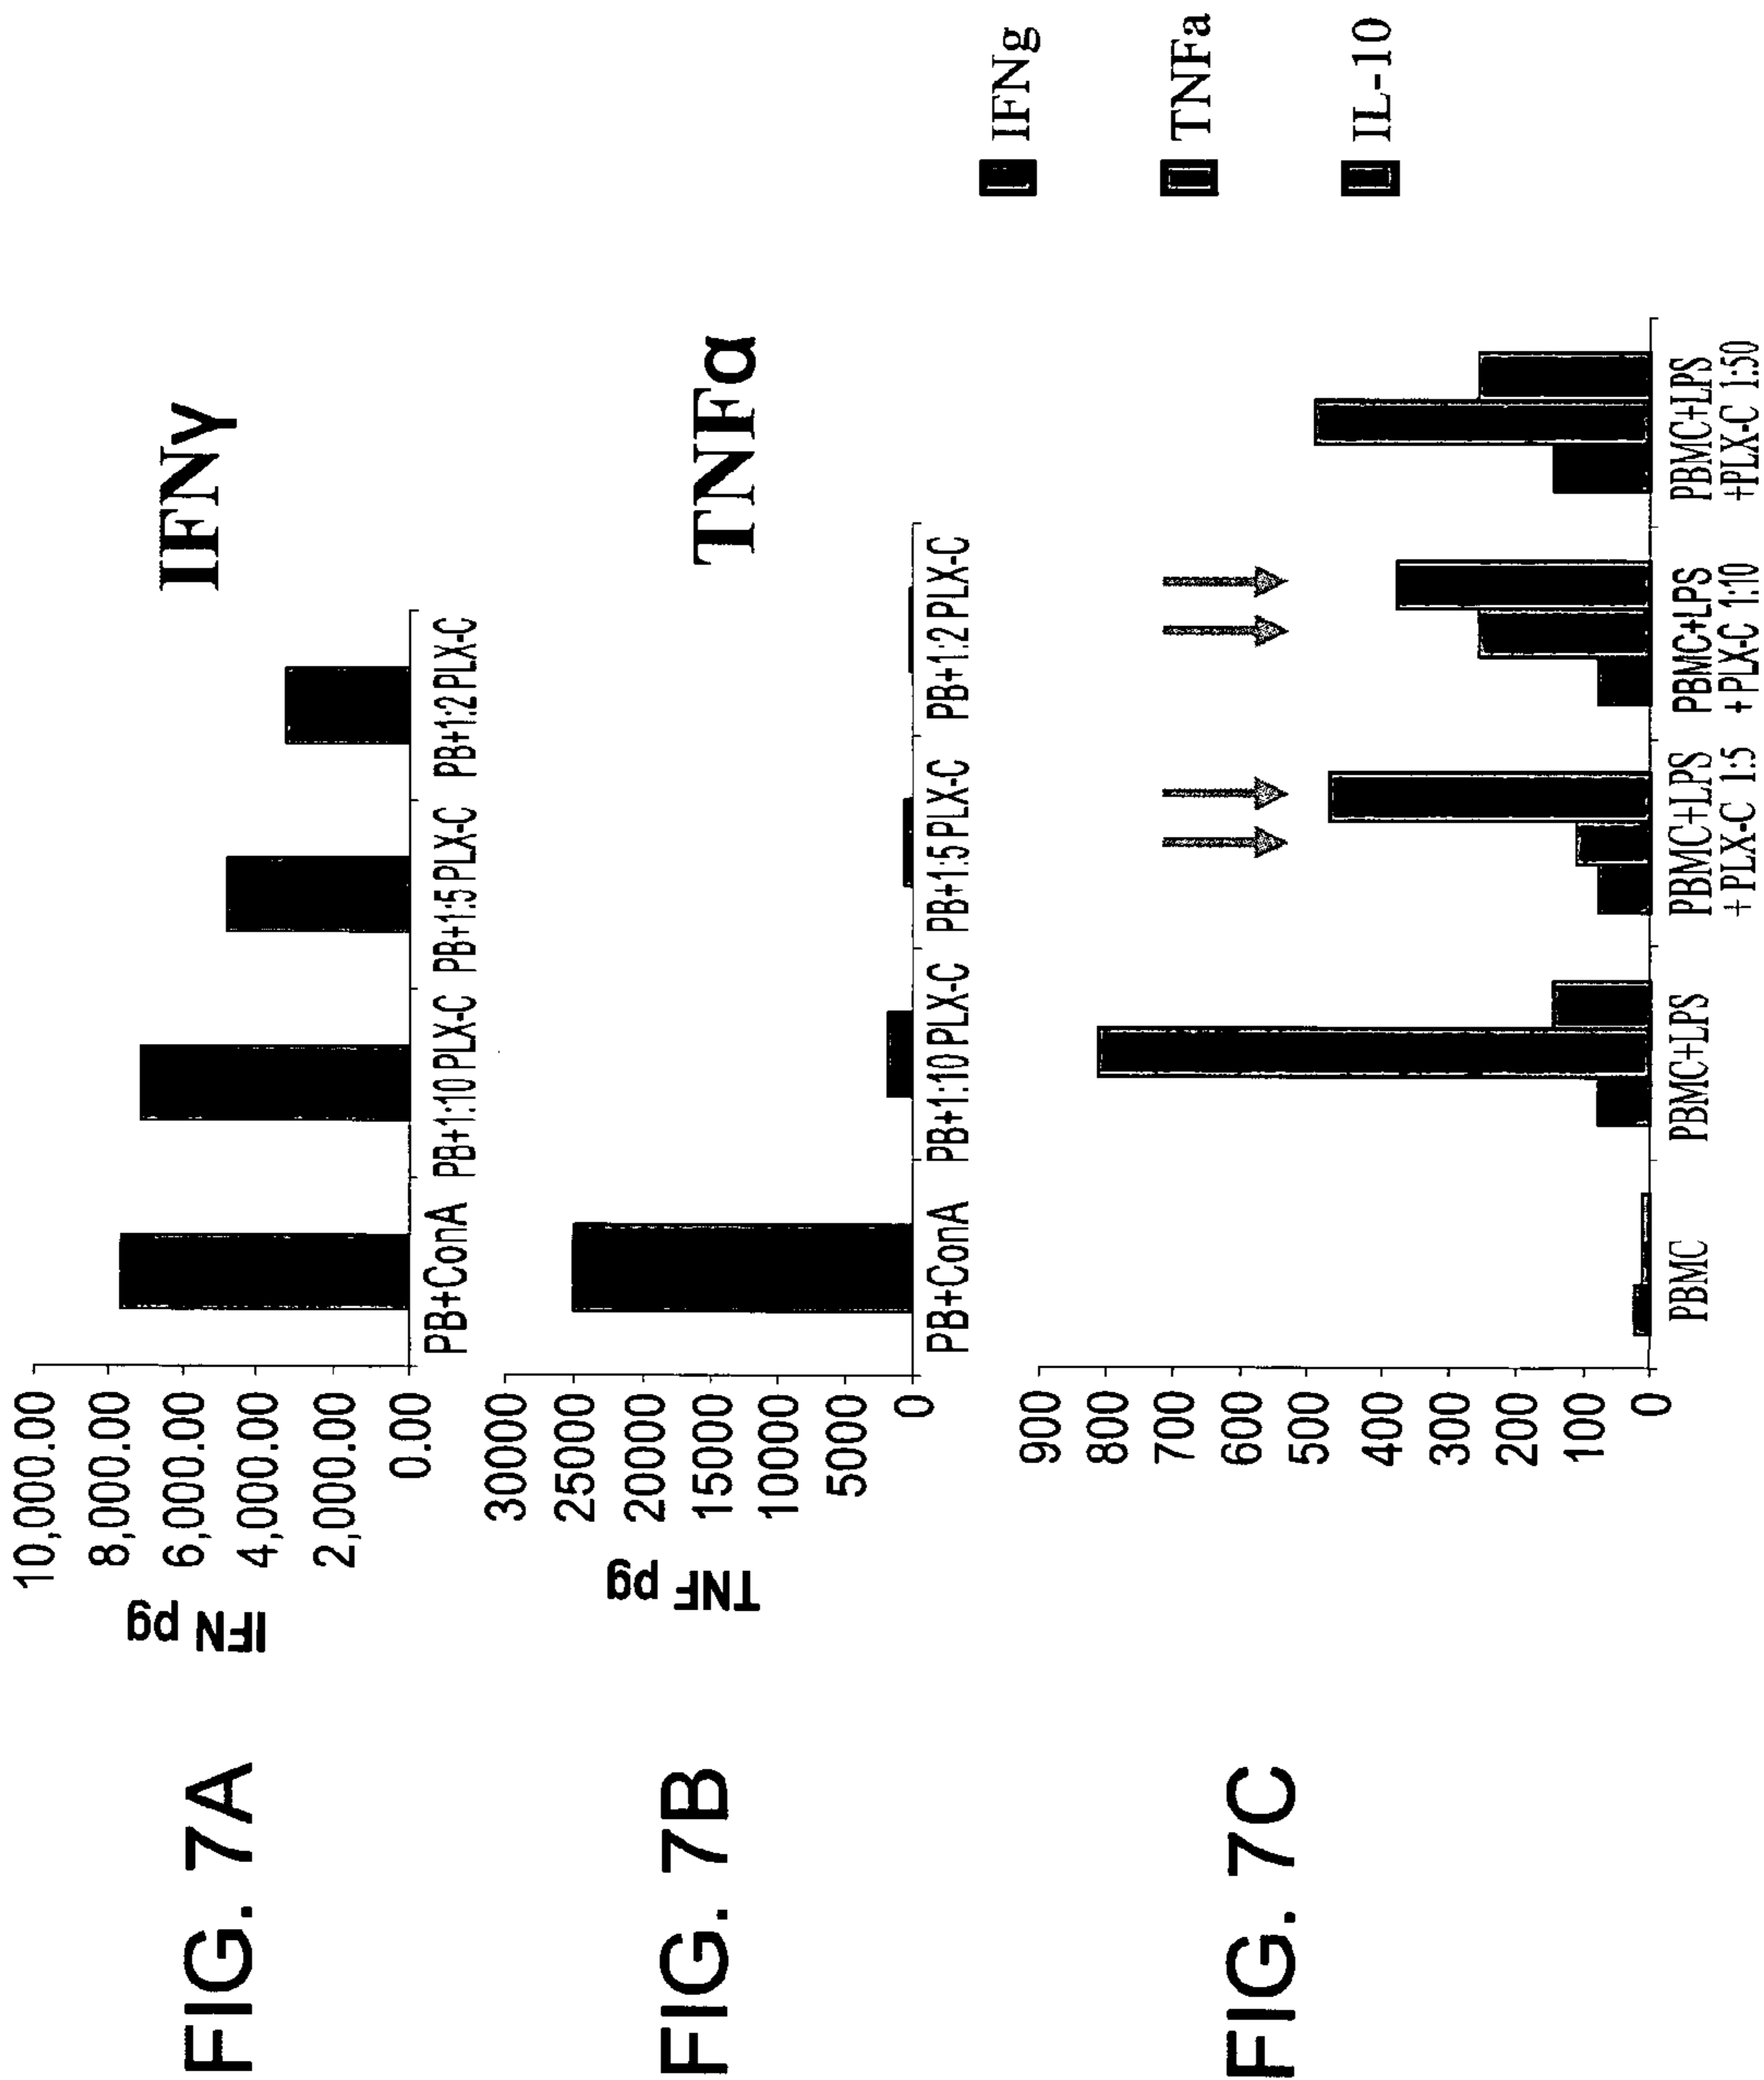 FIG. 7A
IFNγ
IFN pg
10,000.00
8,000.00
6,000.00
4,000.00
2,000.00
0.00
PB+ConA PB+1:10 PLX-C PB+1:5 PLX-C PB+1:2 PLX-C
FIG. 7B
TNFα
TNF pg
30000
25000
20000
15000
10000
5000
0
PB+ConA PB+1:10 PLX-C PB+1:5 PLX-C PB+1:2 PLX-C
FIG. 7C
900
800
700
600
500
400
300
200
100
0
PBMC PBMC+LPS PBMC+LPS PBMC+LPS PBMC+LPS
+ PLX-C 1:5 + PLX-C 1:10 +PLX-C 1:50
IFNg
TNFa
IL-10